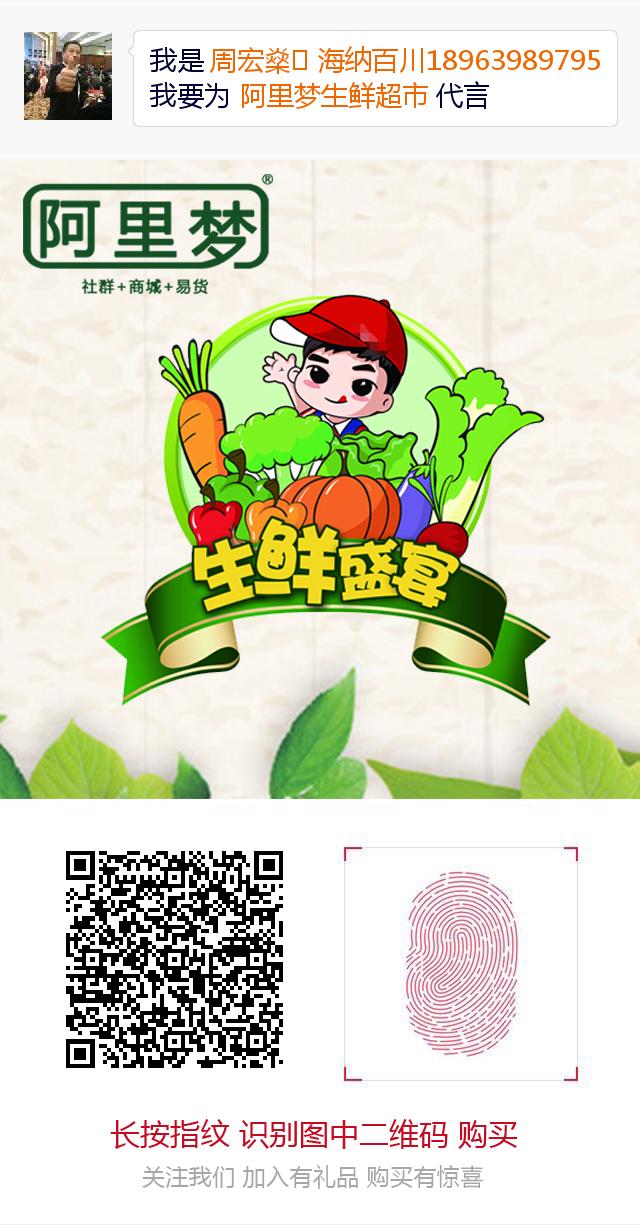 我是 周宏燊 海纳百川18963989795
我要为 阿里梦生鲜超市 代言
阿里梦®
社群+商城+易货
生鲜盛宴
长按指纹 识别图中二维码 购买
关注我们 加入有礼品 购买有惊喜